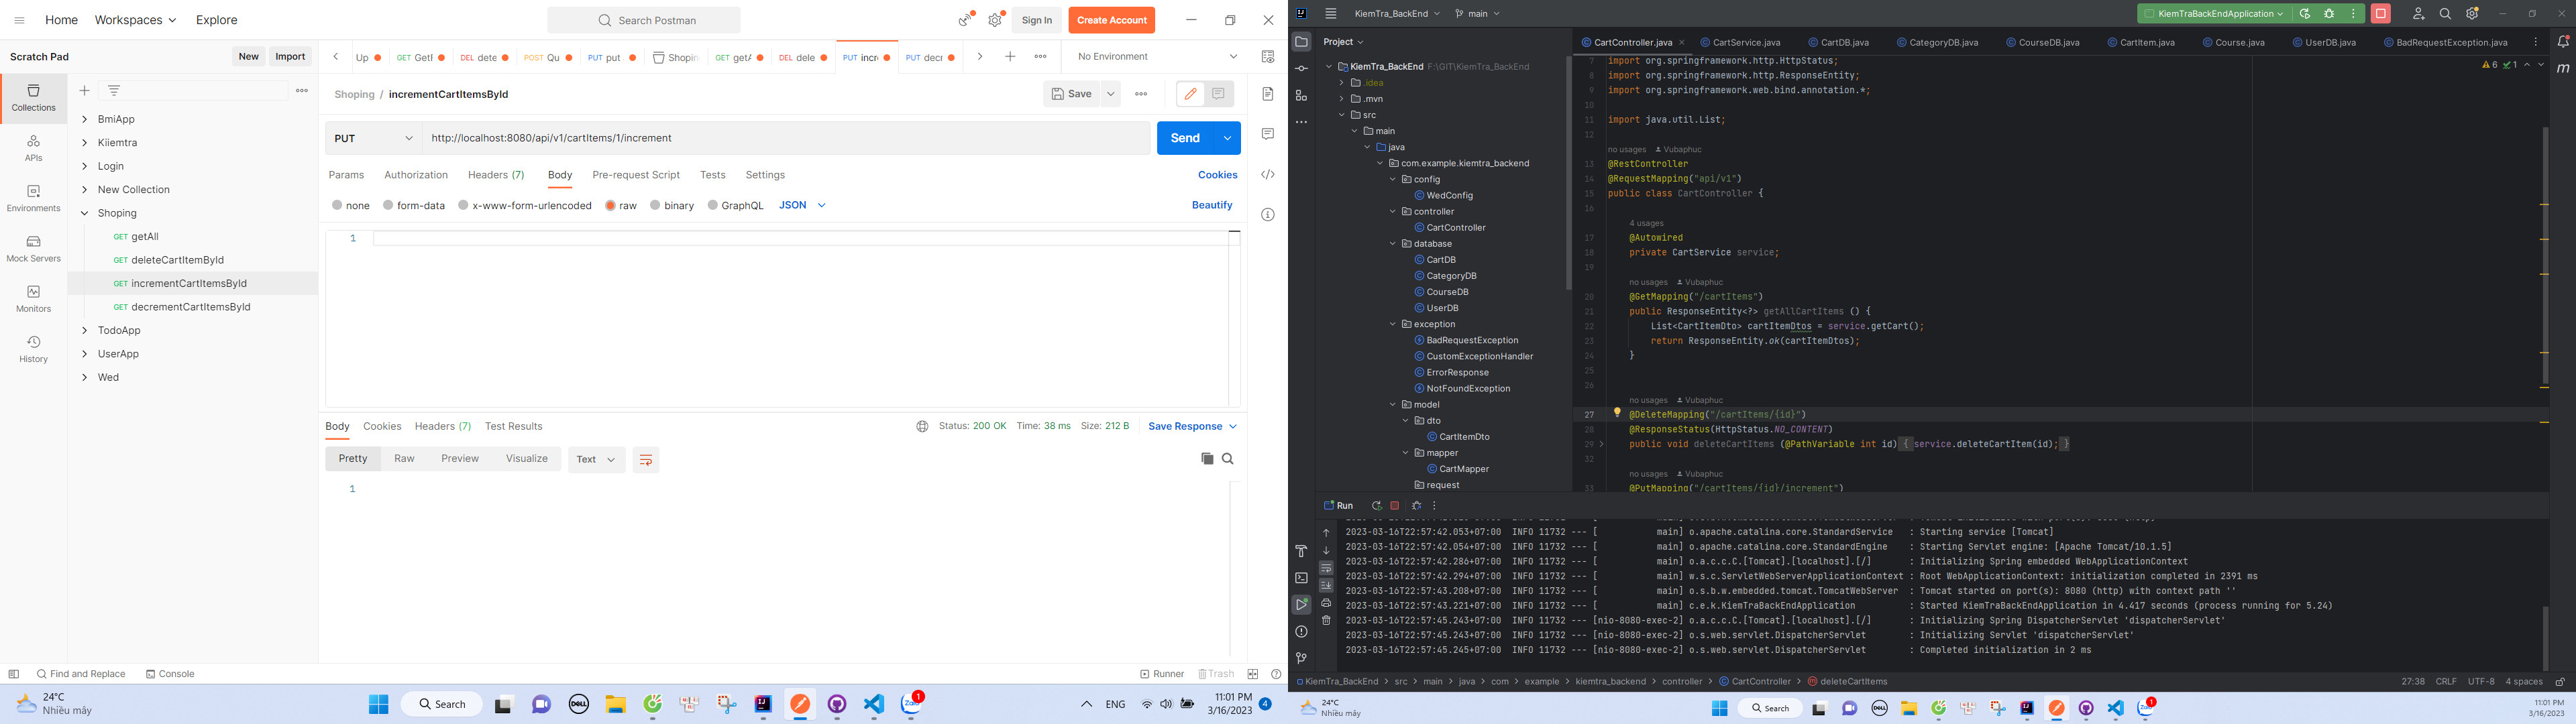 Home Workspaces Explore
Search Postman
Sign In Create Account
Scratch Pad New Import
Up GET GetF DEL dete POST Qu PUT put Shopin GET getA DEL dele PUT incre PUT decr No Environment
Collections
APIs
Environments
Mock Servers
Monitors
History
BmiApp
Kiiemtra
Login
New Collection
Shoping
GET getAll
GET deleteCartItemById
GET incrementCartItemsById
GET decrementCartItemsById
TodoApp
UserApp
Wed
Shoping / incrementCartItemsById Save
PUT http://localhost:8080/api/v1/cartItems/1/increment Send
Params Authorization Headers (7) Body Pre-request Script Tests Settings Cookies
none form-data x-www-form-urlencoded raw binary GraphQL JSON Beautify
1
Body Cookies Headers (7) Test Results Status: 200 OK Time: 38 ms Size: 212 B Save Response
Pretty Raw Preview Visualize Text
1
Find and Replace Console Runner Trash
24°C
Nhiều mây
Search
DELL
Zalo 1
ENG
11:01 PM
3/16/2023
4
KiemTra_BackEnd main KiemTraBackEndApplication
Project
KiemTra_BackEnd F:\GIT\KiemTra_BackEnd
.idea
.mvn
src
main
java
com.example.kiemtra_backend
config
WedConfig
controller
CartController
database
CartDB
CategoryDB
CourseDB
UserDB
exception
BadRequestException
CustomExceptionHandler
ErrorResponse
NotFoundException
model
dto
CartItemDto
mapper
CartMapper
request
CartController.java CartService.java CartDB.java CategoryDB.java CourseDB.java CartItem.java Course.java UserDB.java BadRequestException.java
6 1
7 import org.springframework.http.HttpStatus;
8 import org.springframework.http.ResponseEntity;
9 import org.springframework.web.bind.annotation.*;
10
11 import java.util.List;
12
no usages Vubaphuc
13 @RestController
14 @RequestMapping("api/v1")
15 public class CartController {
16
4 usages
17 @Autowired
18 private CartService service;
19
no usages Vubaphuc
20 @GetMapping("/cartItems")
21 public ResponseEntity<?> getAllCartItems () {
22 List<CartItemDto> cartItemDtos = service.getCart();
23 return ResponseEntity.ok(cartItemDtos);
24 }
25
26
no usages Vubaphuc
27 @DeleteMapping("/cartItems/{id}")
28 @ResponseStatus(HttpStatus.NO_CONTENT)
29 public void deleteCartItems (@PathVariable int id) { service.deleteCartItem(id); }
32
no usages Vubaphuc
33 @PutMapping("/cartItems/{id}/increment")
Run
2023-03-16T22:57:42.053+07:00 INFO 11732 --- [ main] o.apache.catalina.core.StandardService : Starting service [Tomcat]
2023-03-16T22:57:42.054+07:00 INFO 11732 --- [ main] o.apache.catalina.core.StandardEngine : Starting Servlet engine: [Apache Tomcat/10.1.5]
2023-03-16T22:57:42.286+07:00 INFO 11732 --- [ main] o.a.c.c.C.[Tomcat].[localhost].[/] : Initializing Spring embedded WebApplicationContext
2023-03-16T22:57:42.294+07:00 INFO 11732 --- [ main] w.s.c.ServletWebServerApplicationContext : Root WebApplicationContext: initialization completed in 2391 ms
2023-03-16T22:57:43.208+07:00 INFO 11732 --- [ main] o.s.b.w.embedded.tomcat.TomcatWebServer : Tomcat started on port(s): 8080 (http) with context path ''
2023-03-16T22:57:43.221+07:00 INFO 11732 --- [ main] c.e.k.KiemTraBackEndApplication : Started KiemTraBackEndApplication in 4.417 seconds (process running for 5.24)
2023-03-16T22:57:45.243+07:00 INFO 11732 --- [nio-8080-exec-2] o.a.c.c.C.[Tomcat].[localhost].[/] : Initializing Spring DispatcherServlet 'dispatcherServlet'
2023-03-16T22:57:45.243+07:00 INFO 11732 --- [nio-8080-exec-2] o.s.web.servlet.DispatcherServlet : Initializing Servlet 'dispatcherServlet'
2023-03-16T22:57:45.245+07:00 INFO 11732 --- [nio-8080-exec-2] o.s.web.servlet.DispatcherServlet : Completed initialization in 2 ms
KiemTra_BackEnd > src > main > java > com > example > kiemtra_backend > controller > CartController > deleteCartItems 27:38 CRLF UTF-8 4 spaces
24°C
Nhiều mây
Search
11:01 PM
3/16/2023